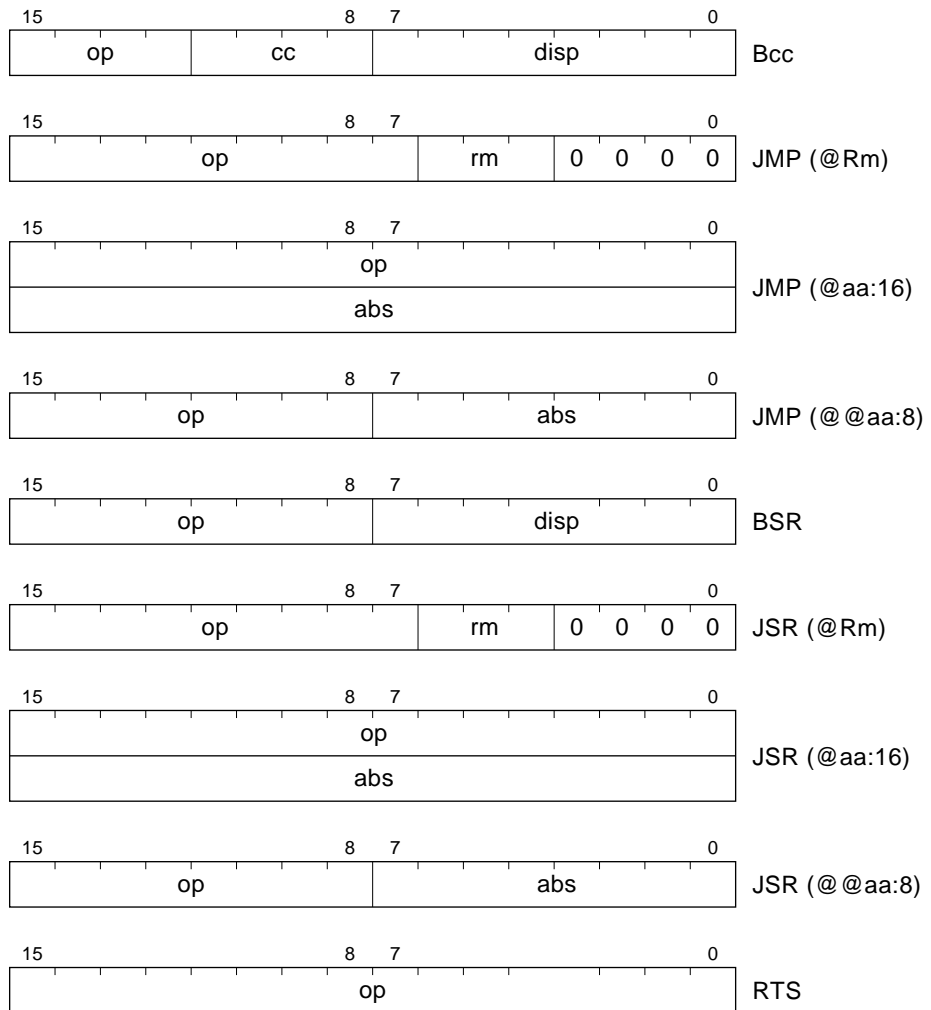 15 8 7 0
op cc disp Bcc
15 8 7 0
op rm 0 0 0 0 JMP (@Rm)
15 8 7 0
op
abs
JMP (@aa:16)
15 8 7 0
op abs JMP (@@aa:8)
15 8 7 0
op disp BSR
15 8 7 0
op rm 0 0 0 0 JSR (@Rm)
15 8 7 0
op
abs
JSR (@aa:16)
15 8 7 0
op abs JSR (@@aa:8)
15 8 7 0
op RTS